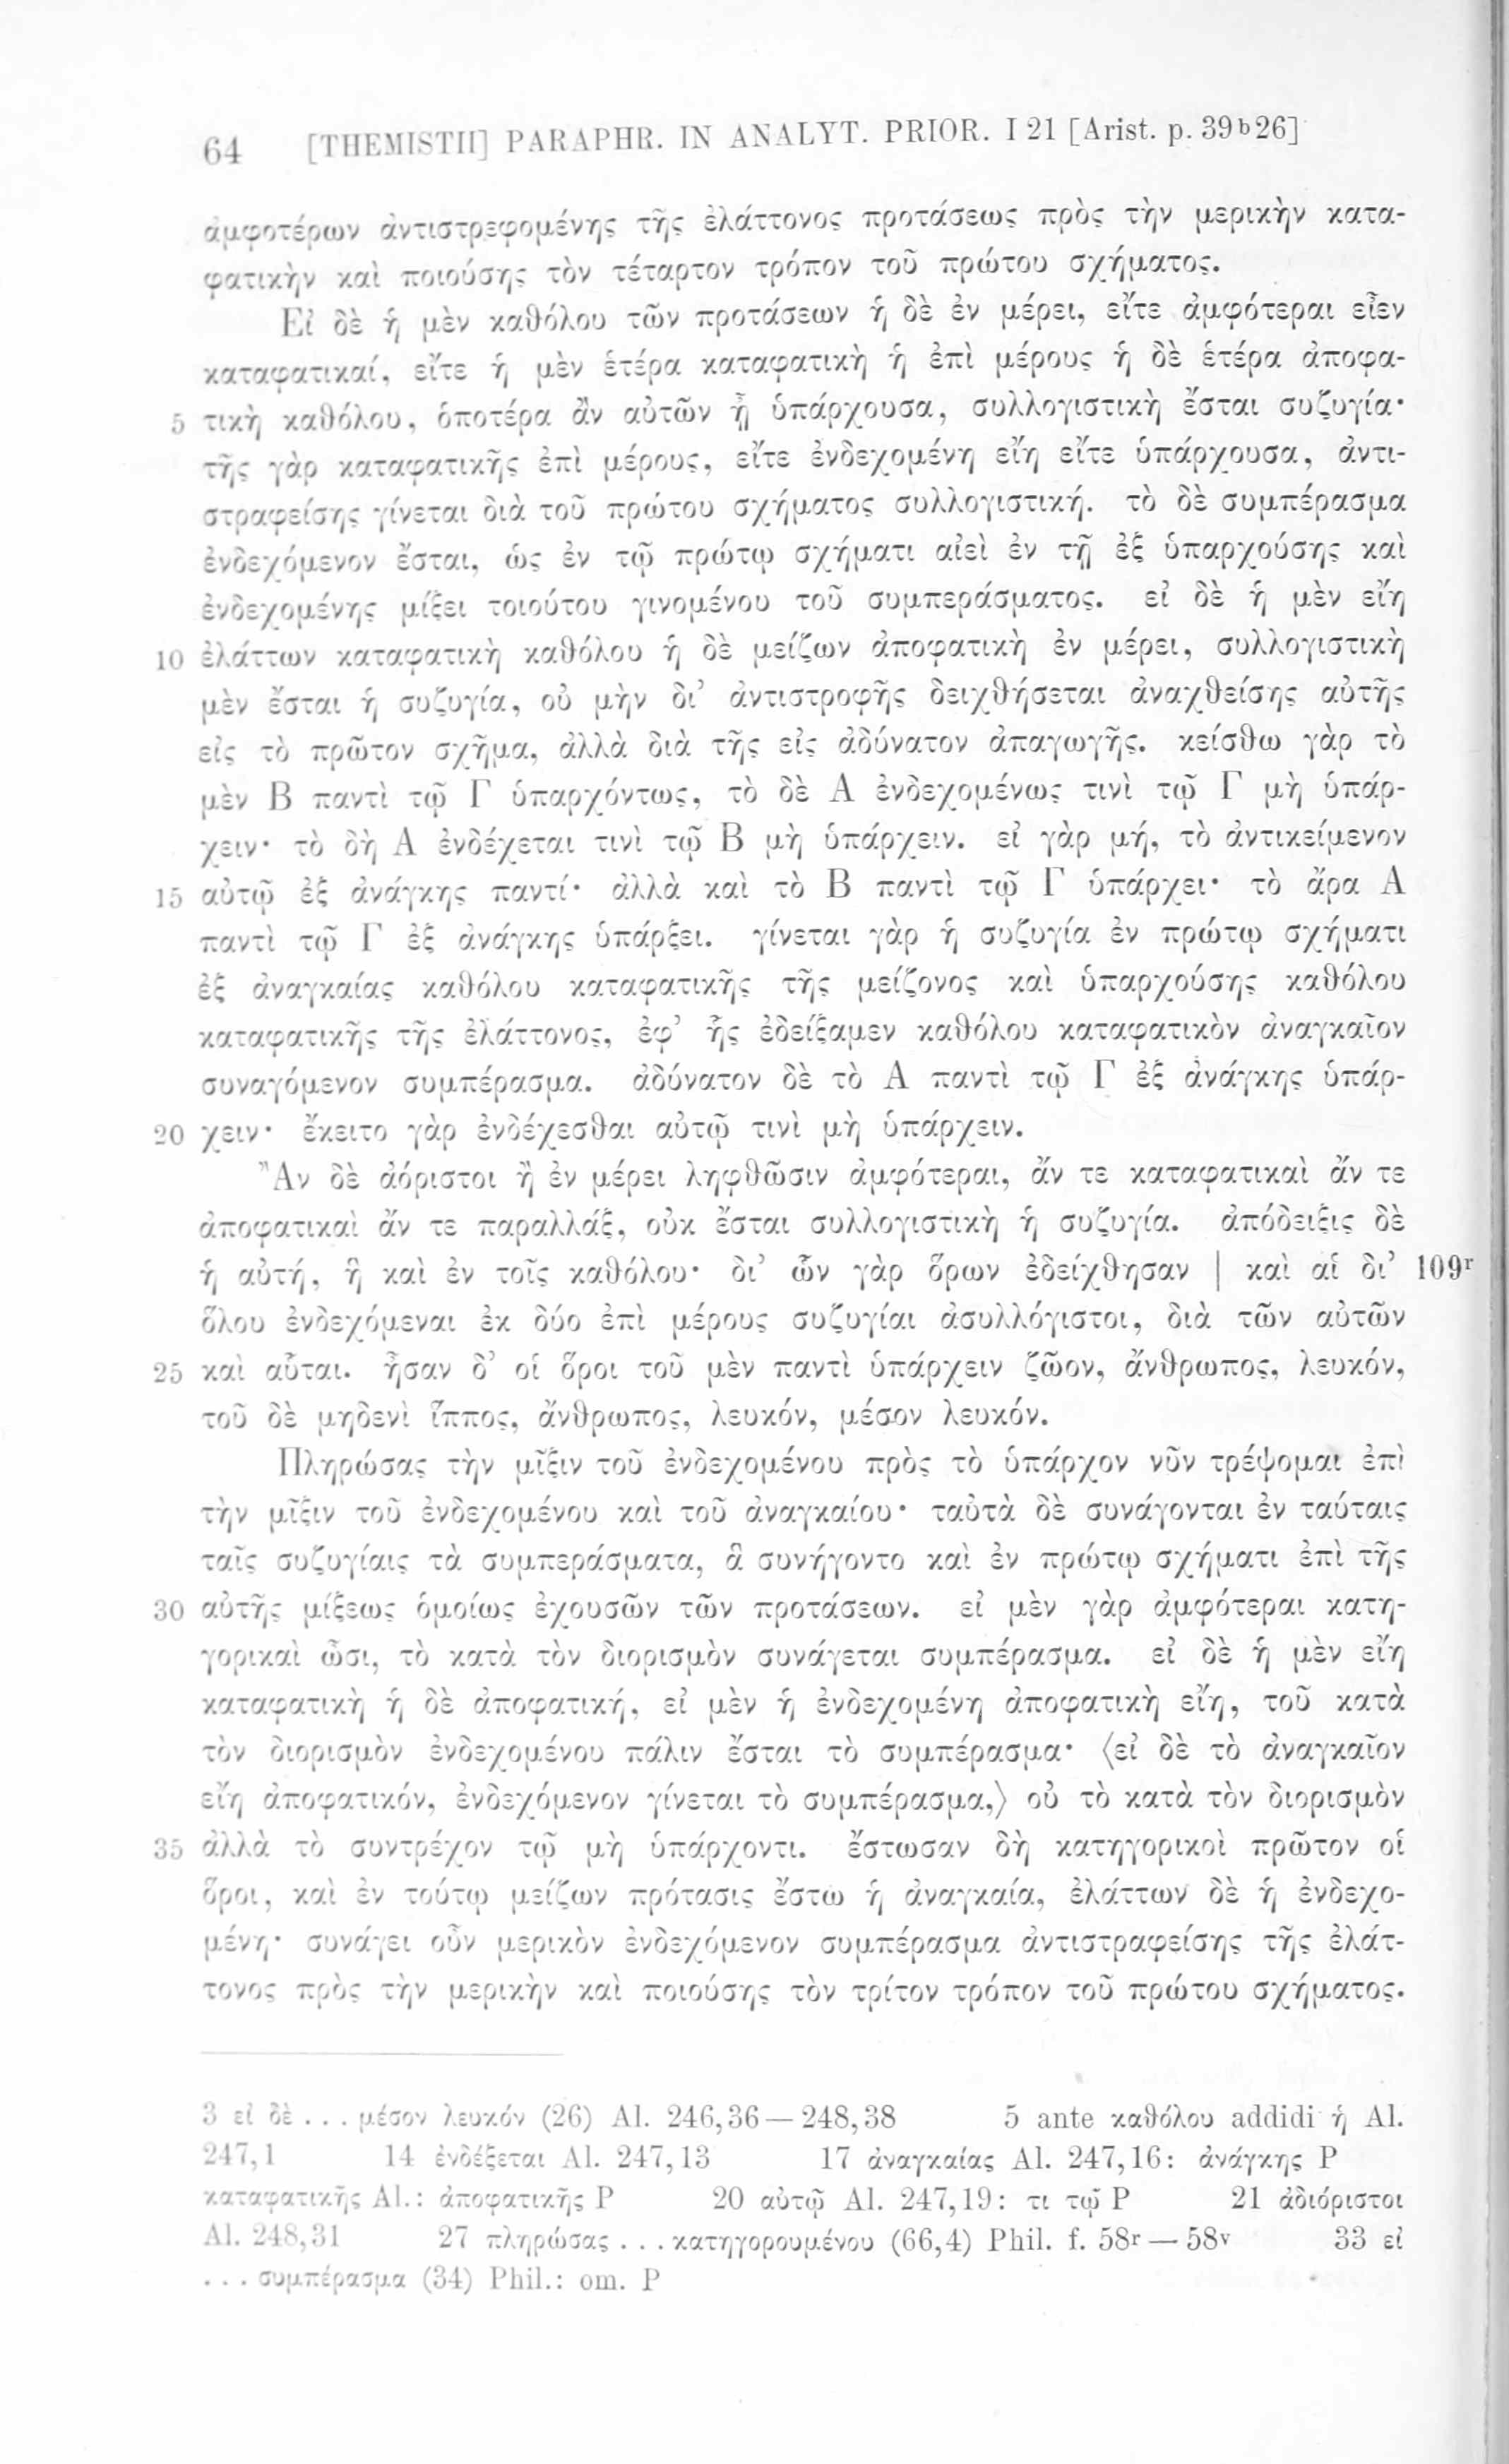 64 [THEMISTII] PARAPHR. IN ANALYT. PRIOR. I 21 [Arist. p. 39b26]
ἀμφοτέρων ἀντιστρεφομένης τῆς ἐλάττονος προτάσεως πρὸς τὴν μερικὴν κατα-
φατικὴν καὶ ποιούσης τὸν τέταρτον τρόπον τοῦ πρώτου σχήματος.
Εἰ δὲ ἡ μὲν καθόλου τῶν προτάσεων ἡ δὲ ἐν μέρει, εἴτε ἀμφότεραι εἶεν
καταφατικαί, εἴτε ἡ μὲν ἑτέρα καταφατικὴ ἡ ἐπὶ μέρους ἡ δὲ ἑτέρα ἀποφα-
5 τικὴ καθόλου, ὁποτέρα ἂν αὐτῶν ᾖ ὑπάρχουσα, συλλογιστικὴ ἔσται συζυγία·
τῆς γὰρ καταφατικῆς ἐπὶ μέρους, εἴτε ἐνδεχομένη εἴη εἴτε ὑπάρχουσα, ἀντι-
στραφείσης γίνεται διὰ τοῦ πρώτου σχήματος συλλογιστική. τὸ δὲ συμπέρασμα
ἐνδεχόμενον ἔσται, ὡς ἐν τῷ πρώτῳ σχήματι αἰεὶ ἐν τῇ ἐξ ὑπαρχούσης καὶ
ἐνδεχομένης μίξει τοιούτου γινομένου τοῦ συμπεράσματος. εἰ δὲ ἡ μὲν εἴη
10 ἐλάττων καταφατικὴ καθόλου ἡ δὲ μείζων ἀποφατικὴ ἐν μέρει, συλλογιστικὴ
μὲν ἔσται ἡ συζυγία, οὐ μὴν δι’ ἀντιστροφῆς δειχθήσεται ἀναχθείσης αὐτῆς
εἰς τὸ πρῶτον σχῆμα, ἀλλὰ διὰ τῆς εἰς ἀδύνατον ἀπαγωγῆς. κείσθω γὰρ τὸ
μὲν Β παντὶ τῷ Γ ὑπαρχόντως, τὸ δὲ Α ἐνδεχομένως τινὶ τῷ Γ μὴ ὑπάρ-
χειν· τὸ δὴ Α ἐνδέχεται τινὶ τῷ Β μὴ ὑπάρχειν. εἰ γὰρ μή, τὸ ἀντικείμενον
15 αὐτῷ ἐξ ἀνάγκης παντί· ἀλλὰ καὶ τὸ Β παντὶ τῷ Γ ὑπάρχει· τὸ ἄρα Α
παντὶ τῷ Γ ἐξ ἀνάγκης ὑπάρξει. γίνεται γὰρ ἡ συζυγία ἐν πρώτῳ σχήματι
ἐξ ἀναγκαίας καθόλου καταφατικῆς τῆς μείζονος καὶ ὑπαρχούσης καθόλου
καταφατικῆς τῆς ἐλάττονος, ἐφ’ ἧς ἐδείξαμεν καθόλου καταφατικὸν ἀναγκαῖον
συναγόμενον συμπέρασμα. ἀδύνατον δὲ τὸ Α παντὶ τῷ Γ ἐξ ἀνάγκης ὑπάρ-
20 χειν· ἔκειτο γὰρ ἐνδέχεσθαι αὐτῷ τινὶ μὴ ὑπάρχειν.
Ἂν δὲ ἀόριστοι ἢ ἐν μέρει ληφθῶσιν ἀμφότεραι, ἄν τε καταφατικαὶ ἄν τε
ἀποφατικαὶ ἄν τε παραλλάξ, οὐκ ἔσται συλλογιστικὴ ἡ συζυγία. ἀπόδειξις δὲ
ἡ αὐτή, ἣ καὶ ἐν τοῖς καθόλου· δι’ ὧν γὰρ ὅρων ἐδείχθησαν | καὶ αἱ δι’ 109r
ὅλου ἐνδεχόμεναι ἐκ δύο ἐπὶ μέρους συζυγίαι ἀσυλλόγιστοι, διὰ τῶν αὐτῶν
25 καὶ αὗται. ἦσαν δ’ οἱ ὅροι τοῦ μὲν παντὶ ὑπάρχειν ζῷον, ἄνθρωπος, λευκόν,
τοῦ δὲ μηδενὶ ἵππος, ἄνθρωπος, λευκόν, μέσον λευκόν.
Πληρώσας τὴν μῖξιν τοῦ ἐνδεχομένου πρὸς τὸ ὑπάρχον νῦν τρέψομαι ἐπὶ
τὴν μῖξιν τοῦ ἐνδεχομένου καὶ τοῦ ἀναγκαίου· ταὐτὰ δὲ συνάγονται ἐν ταύταις
ταῖς συζυγίαις τὰ συμπεράσματα, ἃ συνήγοντο καὶ ἐν πρώτῳ σχήματι ἐπὶ τῆς
30 αὐτῆς μίξεως ὁμοίως ἐχουσῶν τῶν προτάσεων. εἰ μὲν γὰρ ἀμφότεραι κατη-
γορικαὶ ὦσι, τὸ κατὰ τὸν διορισμὸν συνάγεται συμπέρασμα. εἰ δὲ ἡ μὲν εἴη
καταφατικὴ ἡ δὲ ἀποφατική, εἰ μὲν ἡ ἐνδεχομένη ἀποφατικὴ εἴη, τοῦ κατὰ
τὸν διορισμὸν ἐνδεχομένου πάλιν ἔσται τὸ συμπέρασμα· ⟨εἰ δὲ τὸ ἀναγκαῖον
εἴη ἀποφατικόν, ἐνδεχόμενον γίνεται τὸ συμπέρασμα,⟩ οὐ τὸ κατὰ τὸν διορισμὸν
35 ἀλλὰ τὸ συντρέχον τῷ μὴ ὑπάρχοντι. ἔστωσαν δὴ κατηγορικοὶ πρῶτον οἱ
ὅροι, καὶ ἐν τούτῳ μείζων πρότασις ἔστω ἡ ἀναγκαία, ἐλάττων δὲ ἡ ἐνδεχο-
μένη· συνάγει οὖν μερικὸν ἐνδεχόμενον συμπέρασμα ἀντιστραφείσης τῆς ἐλάτ-
τονος πρὸς τὴν μερικὴν καὶ ποιούσης τὸν τρίτον τρόπον τοῦ πρώτου σχήματος.
3 εἰ δὲ . . . μέσον λευκόν (26) Al. 246,36 — 248,38 5 ante καθόλου addidi ἡ Al.
247,1 14 ἐνδέξεται Al. 247,13 17 ἀναγκαίας Al. 247,16: ἀνάγκης P
καταφατικῆς Al.: ἀποφατικῆς P 20 αὐτῷ Al. 247,19: τι τῷ P 21 ἀδιόριστοι
Al. 248,31 27 πληρώσας . . . κατηγορουμένου (66,4) Phil. f. 58r — 58v 33 εἰ
. . . συμπέρασμα (34) Phil.: om. P